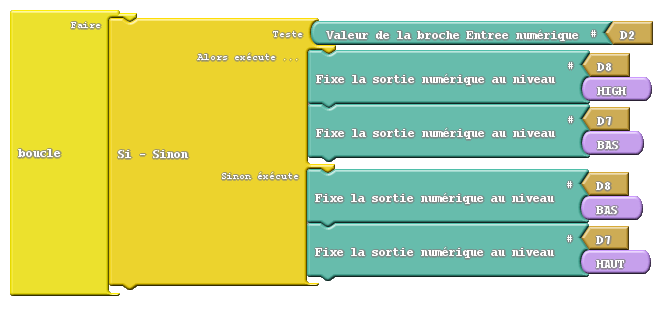 Faire
Teste
Valeur de la broche Entree numérique #
D2
Alors exécute ...
#
D8
Fixe la sortie numérique au niveau
HIGH
#
D7
Fixe la sortie numérique au niveau
BAS
boucle
Si - Sinon
Sinon éxécute
#
D8
Fixe la sortie numérique au niveau
BAS
#
D7
Fixe la sortie numérique au niveau
HAUT